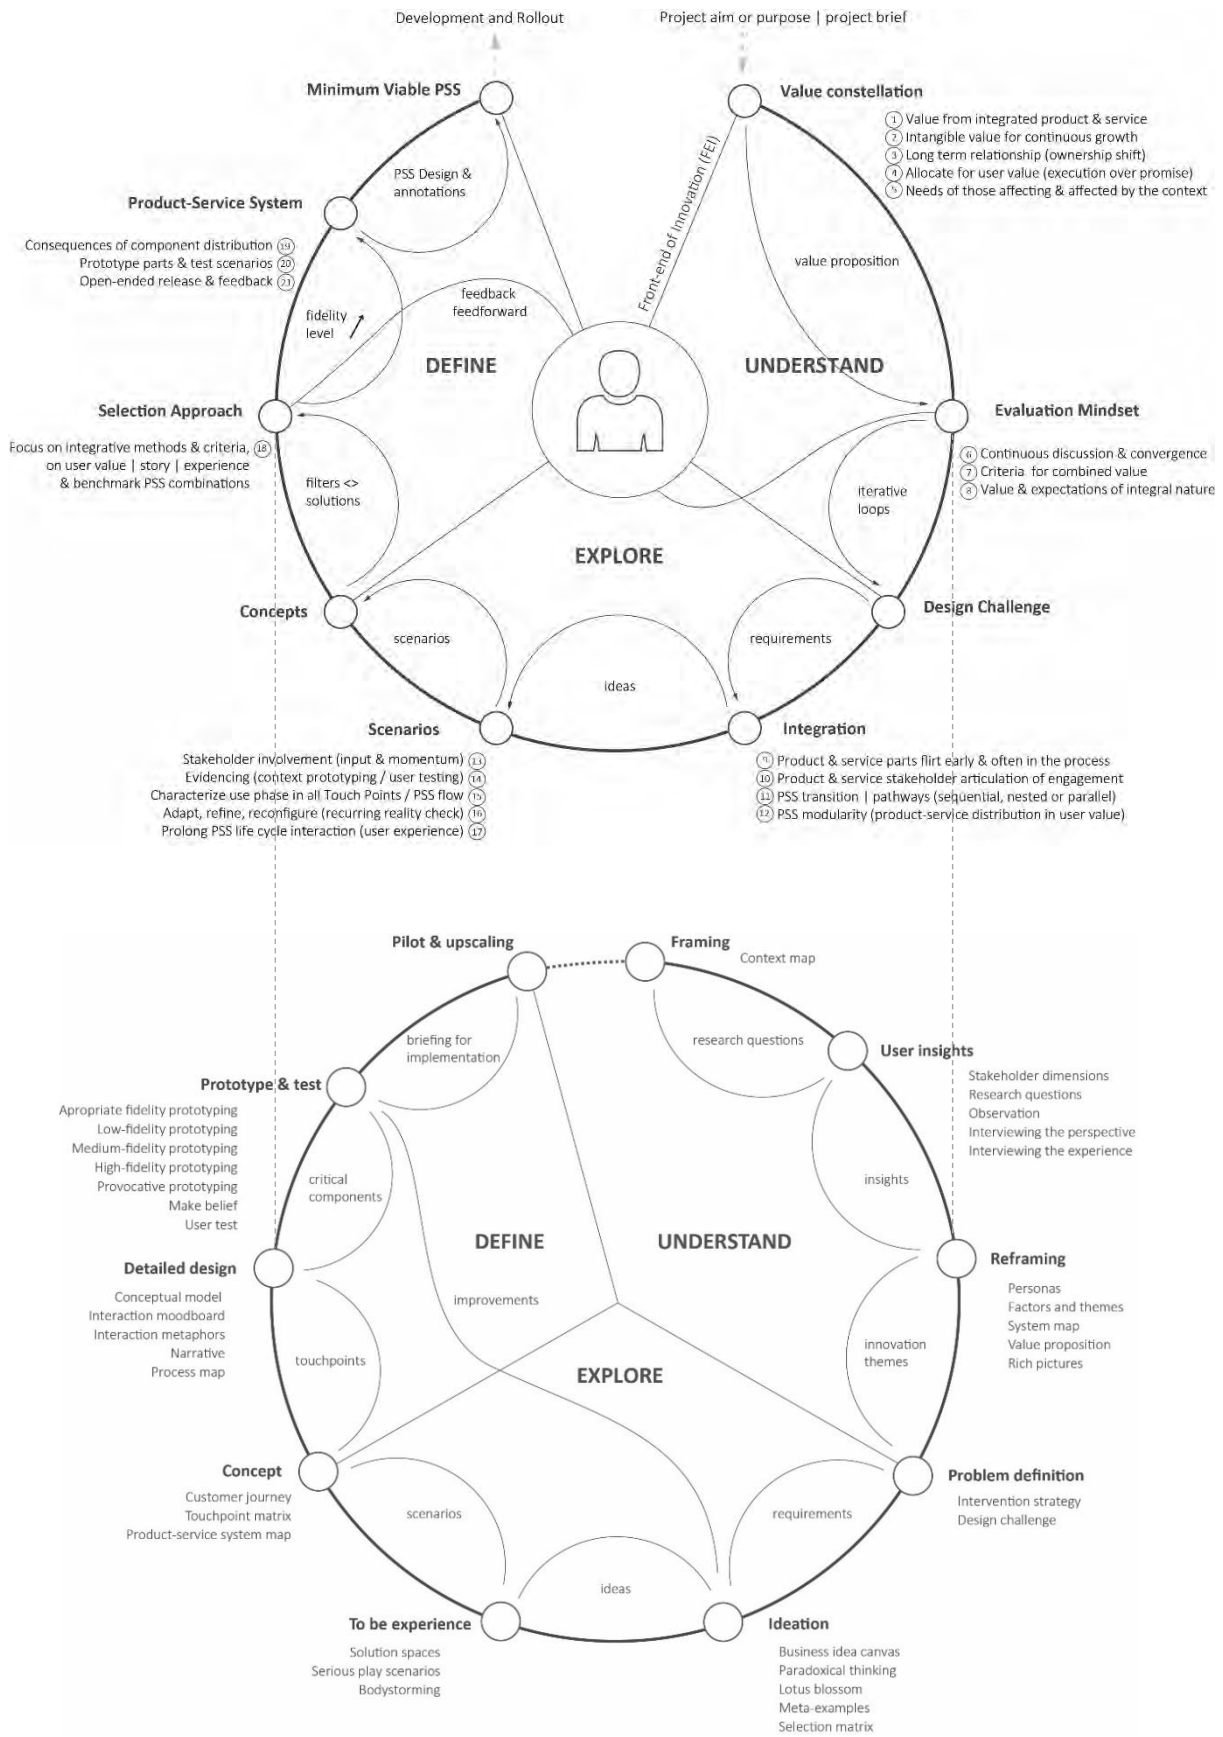 Development and Rollout
Project aim or purpose | project brief
Minimum Viable PSS
Value constellation
① Value from integrated product & service
② Intangible value for continuous growth
③ Long term relationship (ownership shift)
④ Allocate for user value (execution over promise)
⑤ Needs of those affecting & affected by the context
PSS Design &
annotations
Front-end of Innovation (FEI)
Product-Service System
Consequences of component distribution ⑲
Prototype parts & test scenarios ⑳
Open-ended release & feedback ㉑
value proposition
feedback
feedforward
fidelity
level
DEFINE
UNDERSTAND
Selection Approach
Focus on integrative methods & criteria, ⑱
on user value | story | experience
& benchmark PSS combinations
Evaluation Mindset
⑥ Continuous discussion & convergence
⑦ Criteria for combined value
⑧ Value & expectations of integral nature
filters <>
solutions
iterative
loops
EXPLORE
Concepts
Design Challenge
scenarios
requirements
ideas
Scenarios
Stakeholder involvement (input & momentum) ⑬
Evidencing (context prototyping / user testing) ⑭
Characterize use phase in all Touch Points / PSS flow ⑮
Adapt, refine, reconfigure (recurring reality check) ⑯
Prolong PSS life cycle interaction (user experience) ⑰
Integration
⑨ Product & service parts flirt early & often in the process
⑩ Product & service stakeholder articulation of engagement
⑪ PSS transition | pathways (sequential, nested or parallel)
⑫ PSS modularity (product-service distribution in user value)
Pilot & upscaling
Framing
Context map
briefing for
implementation
research questions
User insights
Stakeholder dimensions
Research questions
Observation
Interviewing the perspective
Interviewing the experience
Prototype & test
Apropriate fidelity prototyping
Low-fidelity prototyping
Medium-fidelity prototyping
High-fidelity prototyping
Provocative prototyping
Make belief
User test
critical
components
insights
DEFINE
UNDERSTAND
Detailed design
Conceptual model
Interaction moodboard
Interaction metaphors
Narrative
Process map
Reframing
Personas
Factors and themes
System map
Value proposition
Rich pictures
improvements
touchpoints
innovation
themes
EXPLORE
Concept
Customer journey
Touchpoint matrix
Product-service system map
Problem definition
Intervention strategy
Design challenge
scenarios
requirements
ideas
To be experience
Solution spaces
Serious play scenarios
Bodystorming
Ideation
Business idea canvas
Paradoxical thinking
Lotus blossom
Meta-examples
Selection matrix